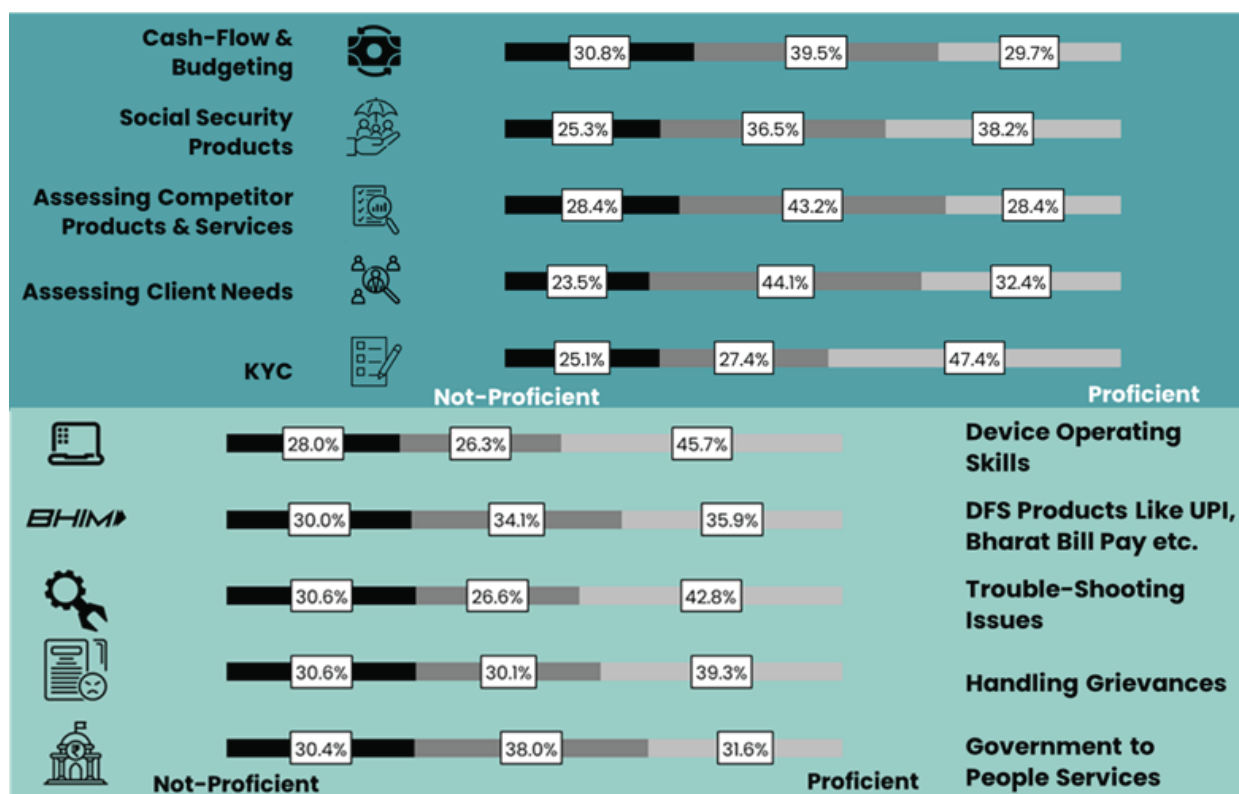 Cash-Flow &
Budgeting
30.8% 39.5% 29.7%
Social Security
Products
25.3% 36.5% 38.2%
Assessing Competitor
Products & Services
28.4% 43.2% 28.4%
Assessing Client Needs
23.5% 44.1% 32.4%
KYC
25.1% 27.4% 47.4%
Not-Proficient Proficient
28.0% 26.3% 45.7%
Device Operating
Skills
BHIM
30.0% 34.1% 35.9%
DFS Products Like UPI,
Bharat Bill Pay etc.
30.6% 26.6% 42.8%
Trouble-Shooting
Issues
30.6% 30.1% 39.3%
Handling Grievances
₹
30.4% 38.0% 31.6%
Government to
People Services
Not-Proficient Proficient